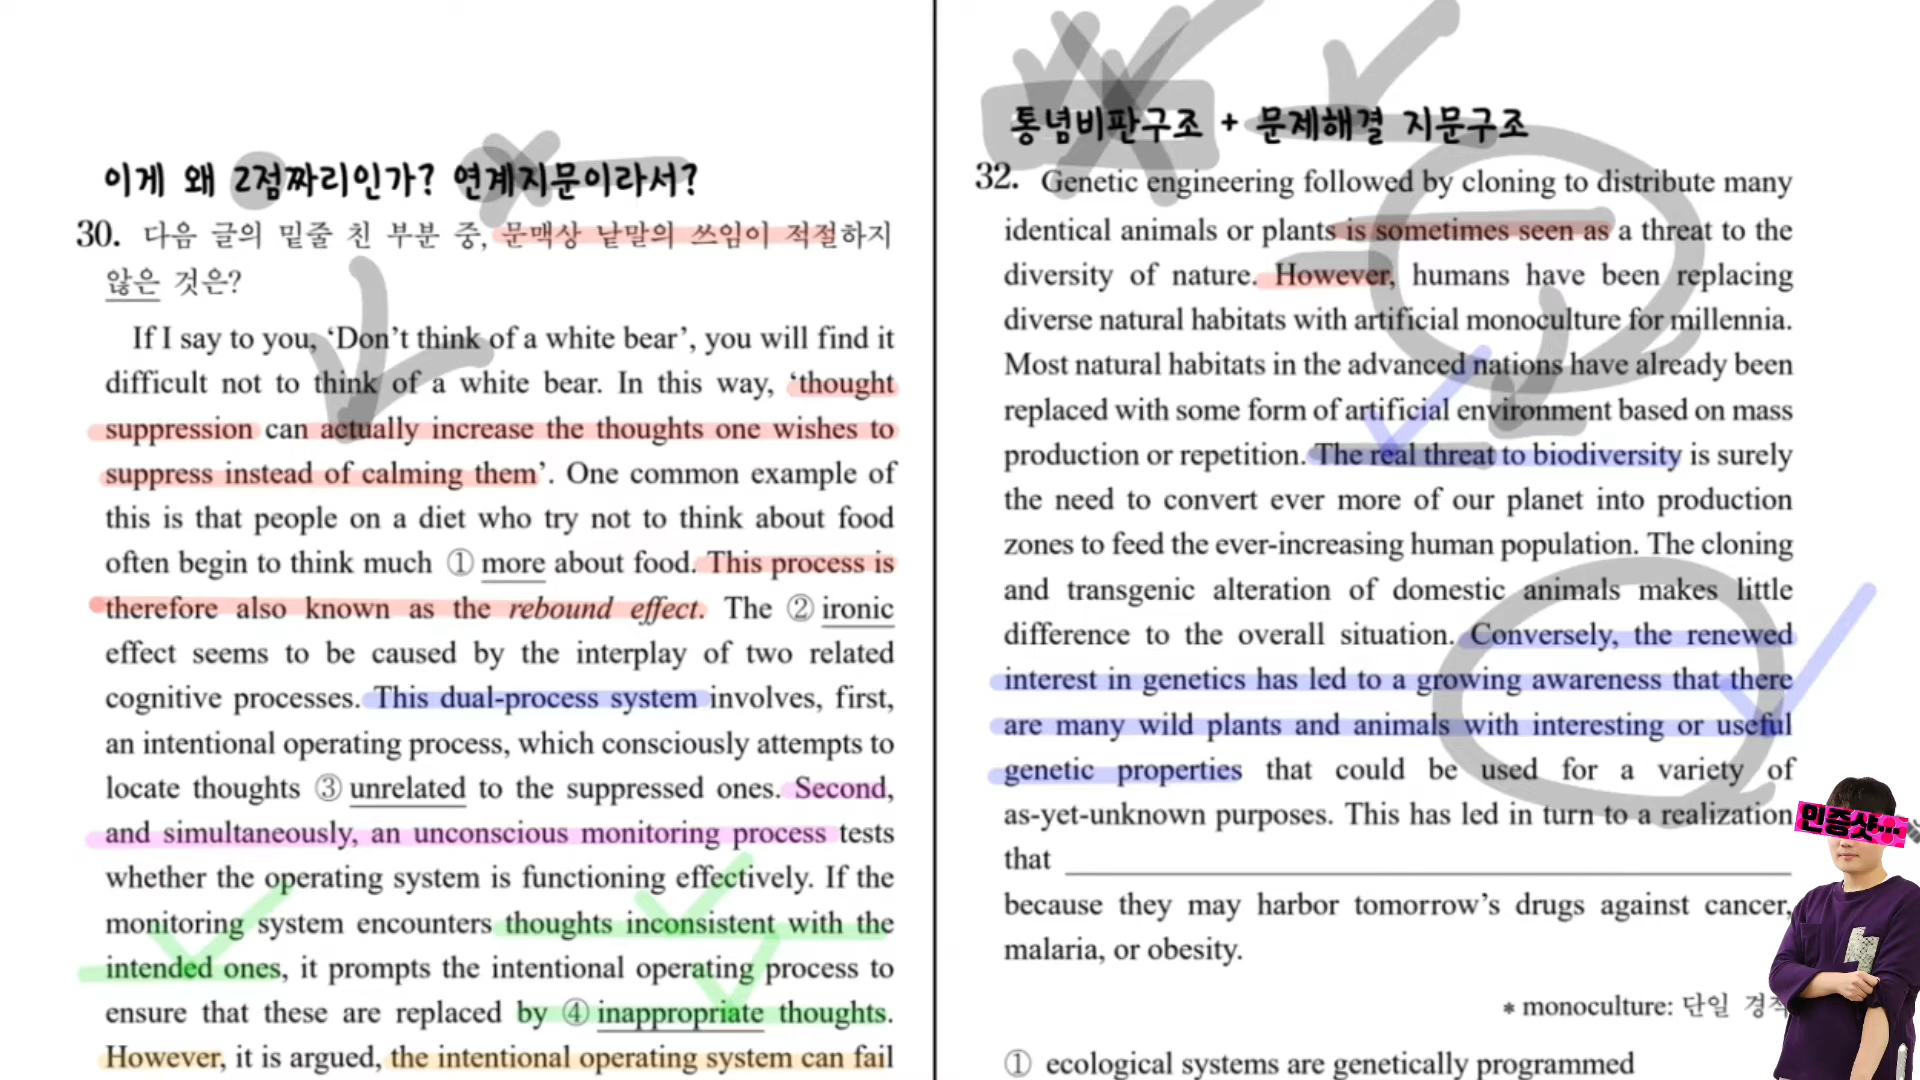 이게 왜 2점짜리인가? 연계지문이라서?
30. 다음 글의 밑줄 친 부분 중, 문맥상 낱말의 쓰임이 적절하지
않은 것은?
If I say to you, ‘Don’t think of a white bear’, you will find it
difficult not to think of a white bear. In this way, ‘thought
suppression can actually increase the thoughts one wishes to
suppress instead of calming them’. One common example of
this is that people on a diet who try not to think about food
often begin to think much ① more about food. This process is
therefore also known as the rebound effect. The ② ironic
effect seems to be caused by the interplay of two related
cognitive processes. This dual-process system involves, first,
an intentional operating process, which consciously attempts to
locate thoughts ③ unrelated to the suppressed ones. Second,
and simultaneously, an unconscious monitoring process tests
whether the operating system is functioning effectively. If the
monitoring system encounters thoughts inconsistent with the
intended ones, it prompts the intentional operating process to
ensure that these are replaced by ④ inappropriate thoughts.
However, it is argued, the intentional operating system can fail
통념비판구조 + 문제해결 지문구조
32. Genetic engineering followed by cloning to distribute many
identical animals or plants is sometimes seen as a threat to the
diversity of nature. However, humans have been replacing
diverse natural habitats with artificial monoculture for millennia.
Most natural habitats in the advanced nations have already been
replaced with some form of artificial environment based on mass
production or repetition. The real threat to biodiversity is surely
the need to convert ever more of our planet into production
zones to feed the ever-increasing human population. The cloning
and transgenic alteration of domestic animals makes little
difference to the overall situation. Conversely, the renewed
interest in genetics has led to a growing awareness that there
are many wild plants and animals with interesting or useful
genetic properties that could be used for a variety of
as-yet-unknown purposes. This has led in turn to a realization
that
because they may harbor tomorrow’s drugs against cancer,
malaria, or obesity.
* monoculture: 단일 경작
① ecological systems are genetically programmed
인증샷...